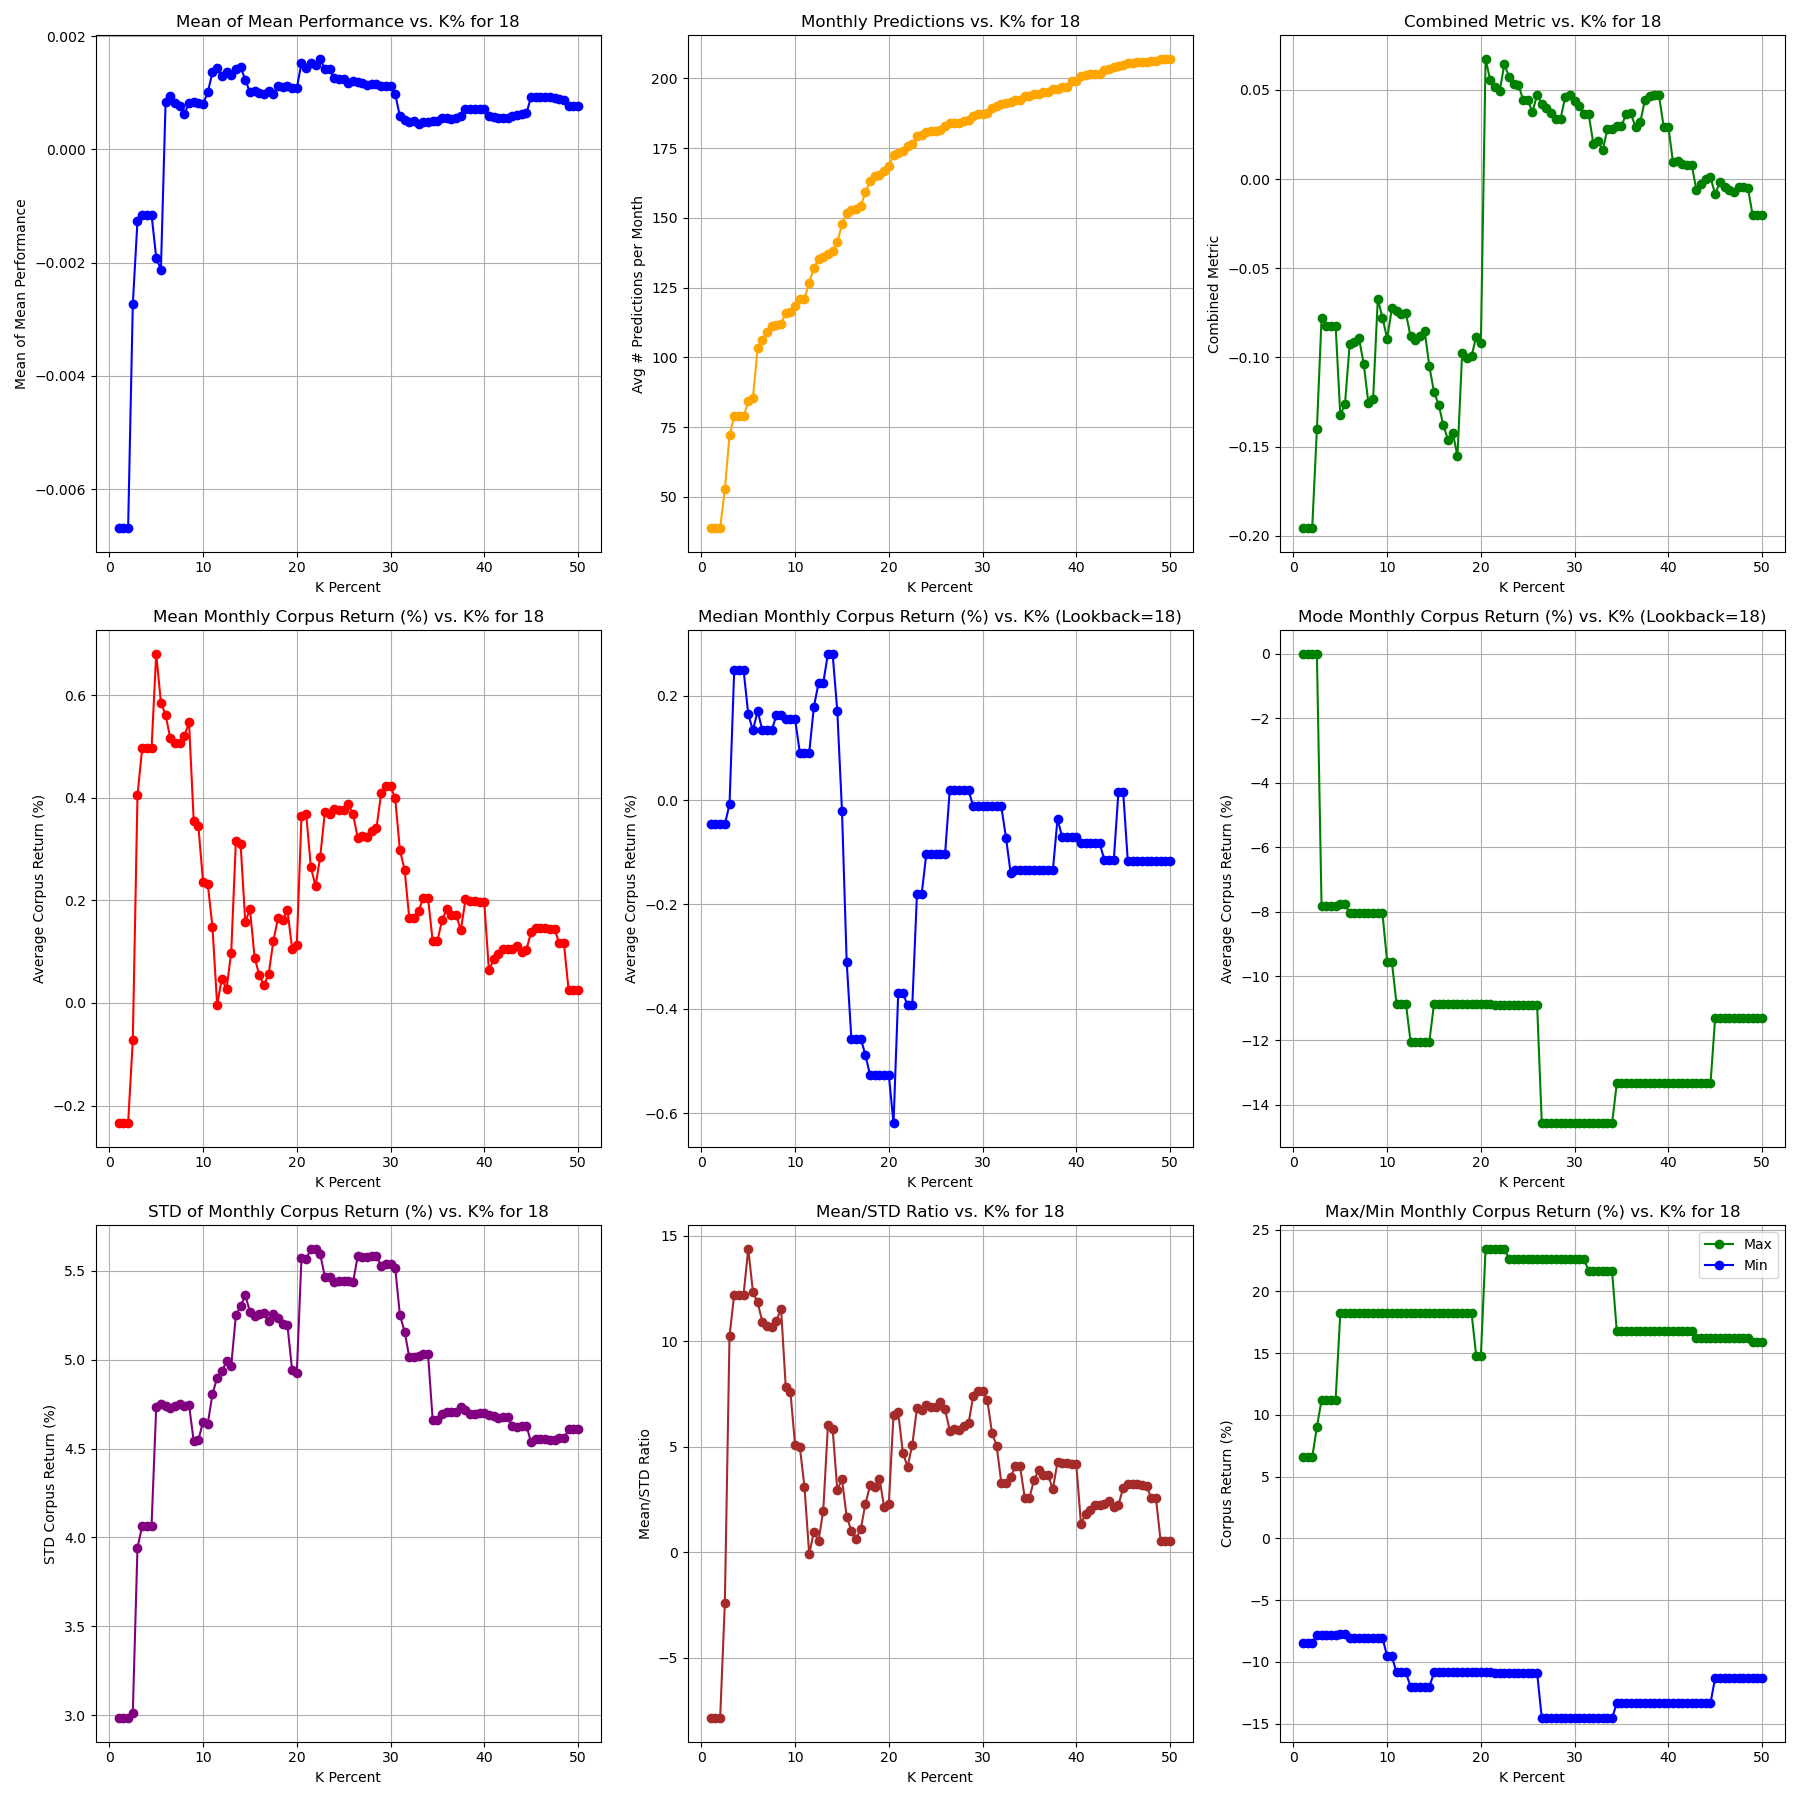 Mean of Mean Performance vs. K% for 18
Mean of Mean Performance
0.002
0.000
−0.002
−0.004
−0.006
0 10 20 30 40 50
K Percent
Monthly Predictions vs. K% for 18
Avg # Predictions per Month
200
175
150
125
100
75
50
0 10 20 30 40 50
K Percent
Combined Metric vs. K% for 18
Combined Metric
0.05
0.00
−0.05
−0.10
−0.15
−0.20
0 10 20 30 40 50
K Percent
Mean Monthly Corpus Return (%) vs. K% for 18
Average Corpus Return (%)
0.6
0.4
0.2
0.0
−0.2
0 10 20 30 40 50
K Percent
Median Monthly Corpus Return (%) vs. K% (Lookback=18)
Average Corpus Return (%)
0.2
0.0
−0.2
−0.4
−0.6
0 10 20 30 40 50
K Percent
Mode Monthly Corpus Return (%) vs. K% (Lookback=18)
Average Corpus Return (%)
0
−2
−4
−6
−8
−10
−12
−14
0 10 20 30 40 50
K Percent
STD of Monthly Corpus Return (%) vs. K% for 18
STD Corpus Return (%)
5.5
5.0
4.5
4.0
3.5
3.0
0 10 20 30 40 50
K Percent
Mean/STD Ratio vs. K% for 18
Mean/STD Ratio
15
10
5
0
−5
0 10 20 30 40 50
K Percent
Max/Min Monthly Corpus Return (%) vs. K% for 18
Corpus Return (%)
25
20
15
10
5
0
−5
−10
−15
Max
Min
0 10 20 30 40 50
K Percent